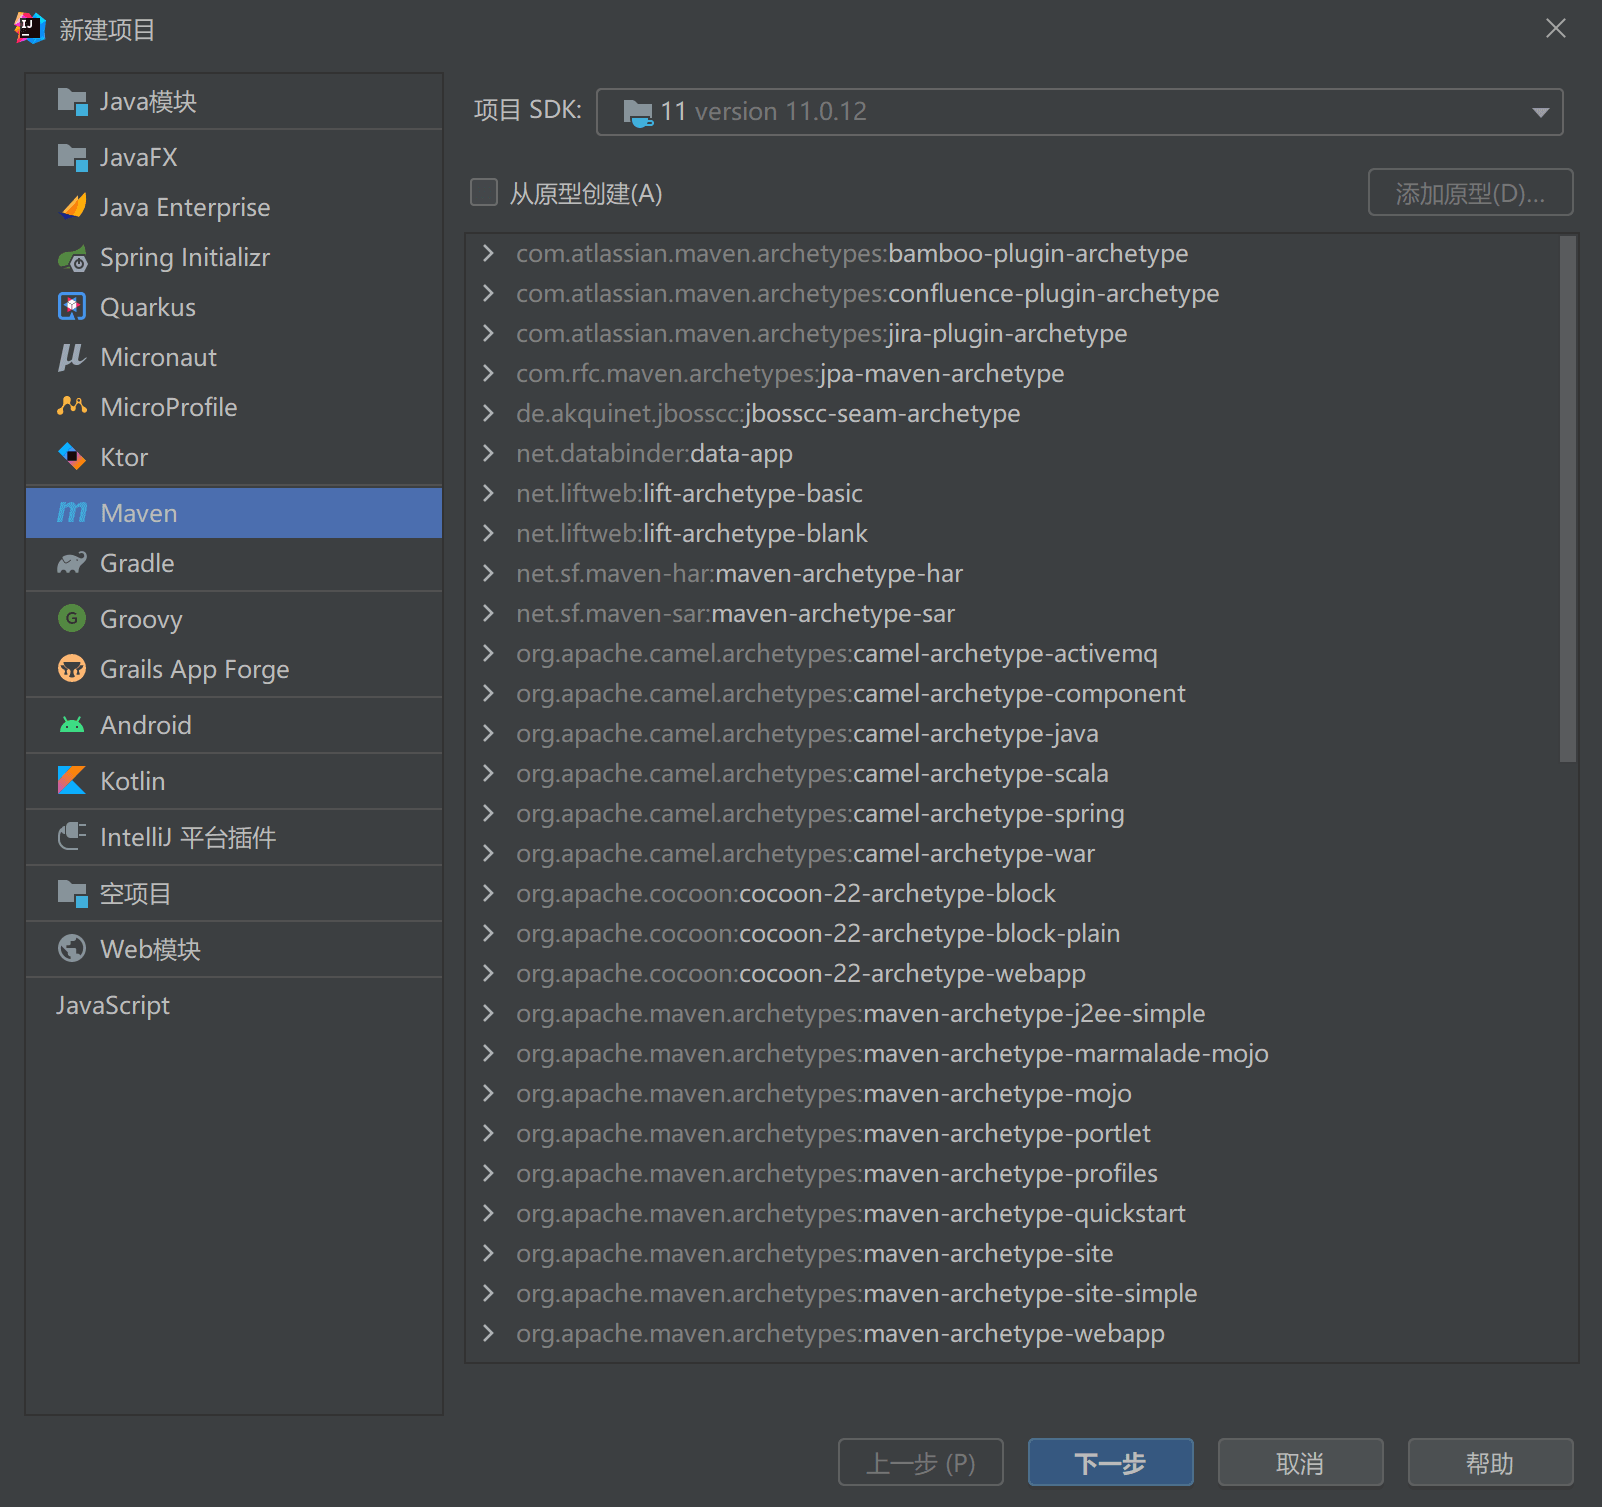 新建项目
Java模块
JavaFX
Java Enterprise
Spring Initializr
Quarkus
Micronaut
MicroProfile
Ktor
Maven
Gradle
Groovy
Grails App Forge
Android
Kotlin
IntelliJ 平台插件
空项目
Web模块
JavaScript
项目 SDK: 11 version 11.0.12
从原型创建(A) 添加原型(D)...
com.atlassian.maven.archetypes:bamboo-plugin-archetype
com.atlassian.maven.archetypes:confluence-plugin-archetype
com.atlassian.maven.archetypes:jira-plugin-archetype
com.rfc.maven.archetypes:jpa-maven-archetype
de.akquinet.jbosscc:jbosscc-seam-archetype
net.databinder:data-app
net.liftweb:lift-archetype-basic
net.liftweb:lift-archetype-blank
net.sf.maven-har:maven-archetype-har
net.sf.maven-sar:maven-archetype-sar
org.apache.camel.archetypes:camel-archetype-activemq
org.apache.camel.archetypes:camel-archetype-component
org.apache.camel.archetypes:camel-archetype-java
org.apache.camel.archetypes:camel-archetype-scala
org.apache.camel.archetypes:camel-archetype-spring
org.apache.camel.archetypes:camel-archetype-war
org.apache.cocoon:cocoon-22-archetype-block
org.apache.cocoon:cocoon-22-archetype-block-plain
org.apache.cocoon:cocoon-22-archetype-webapp
org.apache.maven.archetypes:maven-archetype-j2ee-simple
org.apache.maven.archetypes:maven-archetype-marmalade-mojo
org.apache.maven.archetypes:maven-archetype-mojo
org.apache.maven.archetypes:maven-archetype-portlet
org.apache.maven.archetypes:maven-archetype-profiles
org.apache.maven.archetypes:maven-archetype-quickstart
org.apache.maven.archetypes:maven-archetype-site
org.apache.maven.archetypes:maven-archetype-site-simple
org.apache.maven.archetypes:maven-archetype-webapp
上一步 (P) 下一步 取消 帮助